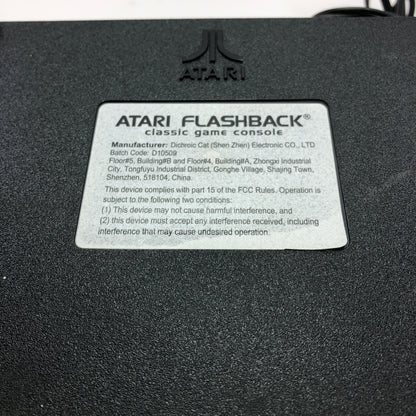 ATARI
ATARI FLASHBACK®
classic game console
Manufacturer: Dichroic Cat (Shen Zhen) Electronic CO., LTD
Batch Code: D10509
Floor#5, Building#B and Floor#4, Building#A, Zhongxi Industrial
City, Tongfuyu Industrial District, Gonghe Village, Shajing Town,
Shenzhen, 518104, China.
This device complies with part 15 of the FCC Rules. Operation is
subject to the following two conditions:
(1) This device may not cause harmful interference, and
(2) this device must accept any interference received, including
interference that may cause undesired operation.